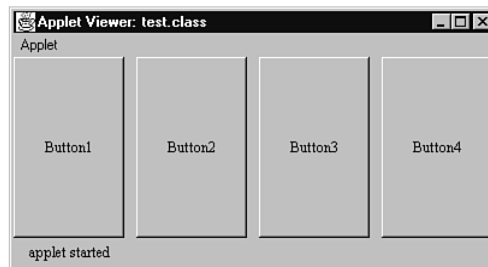 Applet Viewer: test.class
Applet
Button1 Button2 Button3 Button4
applet started